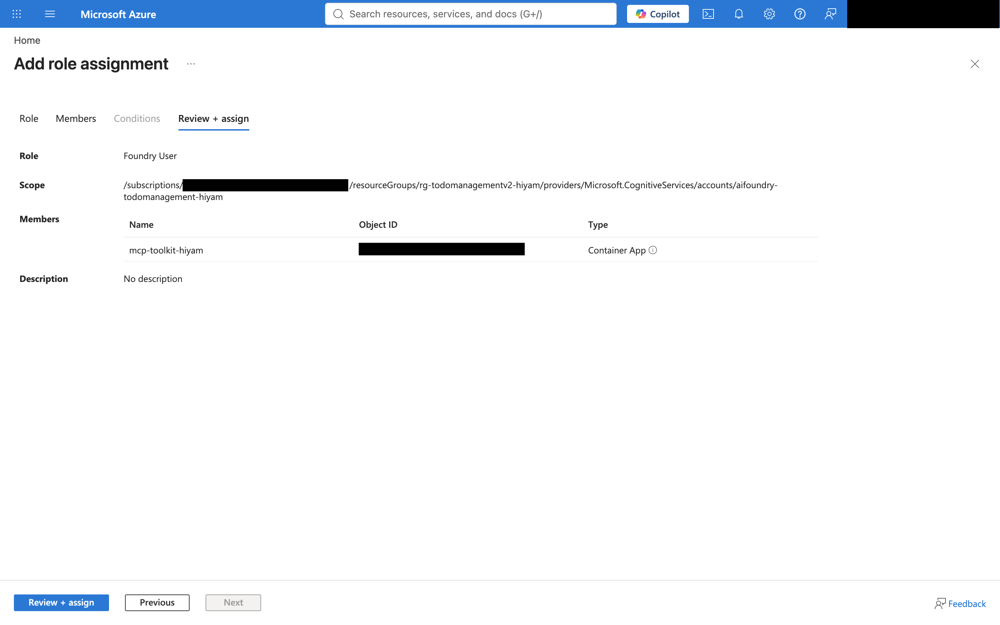 Microsoft Azure
Search resources, services, and docs (G+/)
Copilot
Home
Add role assignment ...
Role Members Conditions Review + assign
Role Foundry User
Scope /subscriptions/ /resourceGroups/rg-todomanagementv2-hiyam/providers/Microsoft.CognitiveServices/accounts/aifoundry-
todomanagement-hiyam
Members
Name Object ID Type
mcp-toolkit-hiyam Container App
Description No description
Review + assign Previous Next Feedback